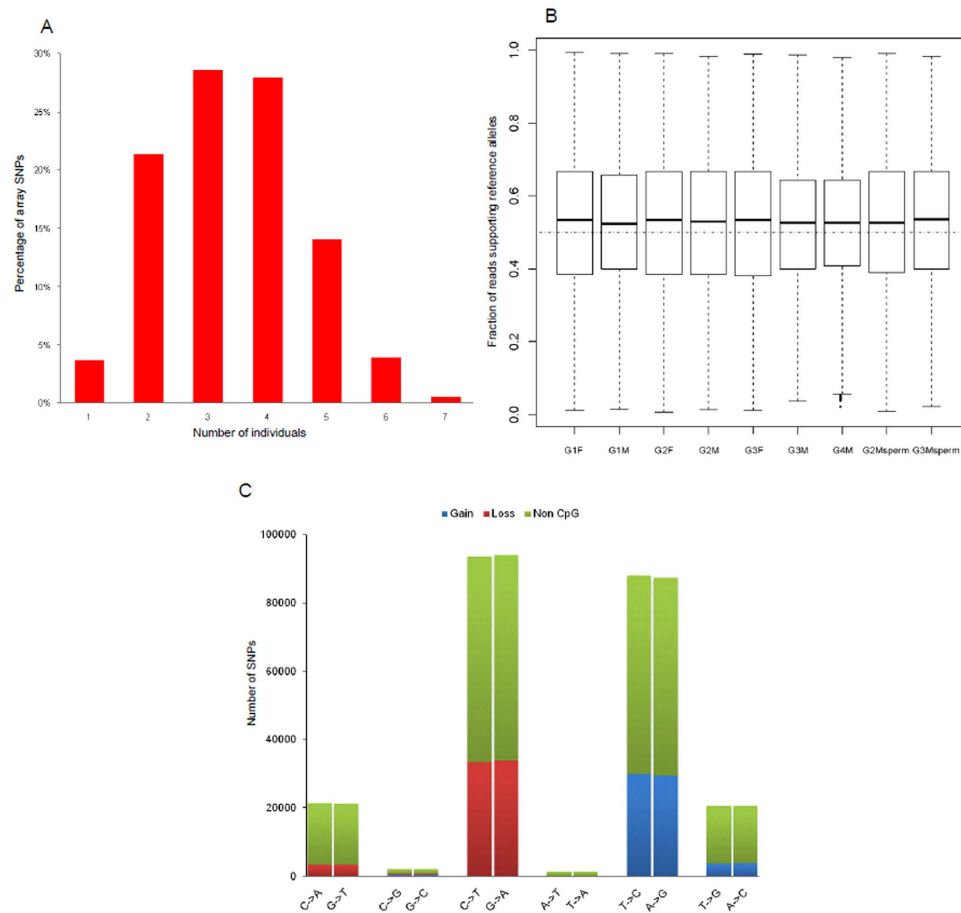 A
30%
25%
20%
15%
10%
5%
0%
Percentage of array SNPs
1 2 3 4 5 6 7
Number of individuals
B
1.0
0.8
0.6
0.4
0.2
0.0
Fraction of reads supporting reference alleles
G1F G1M G2F G2M G3F G3M G4M G2Msperm G3Msperm
C
Gain Loss Non CpG
100000
80000
60000
40000
20000
0
Number of SNPs
C->A G->T C->G G->C C->T G->A A->T T->A T->C A->G T->G A->C